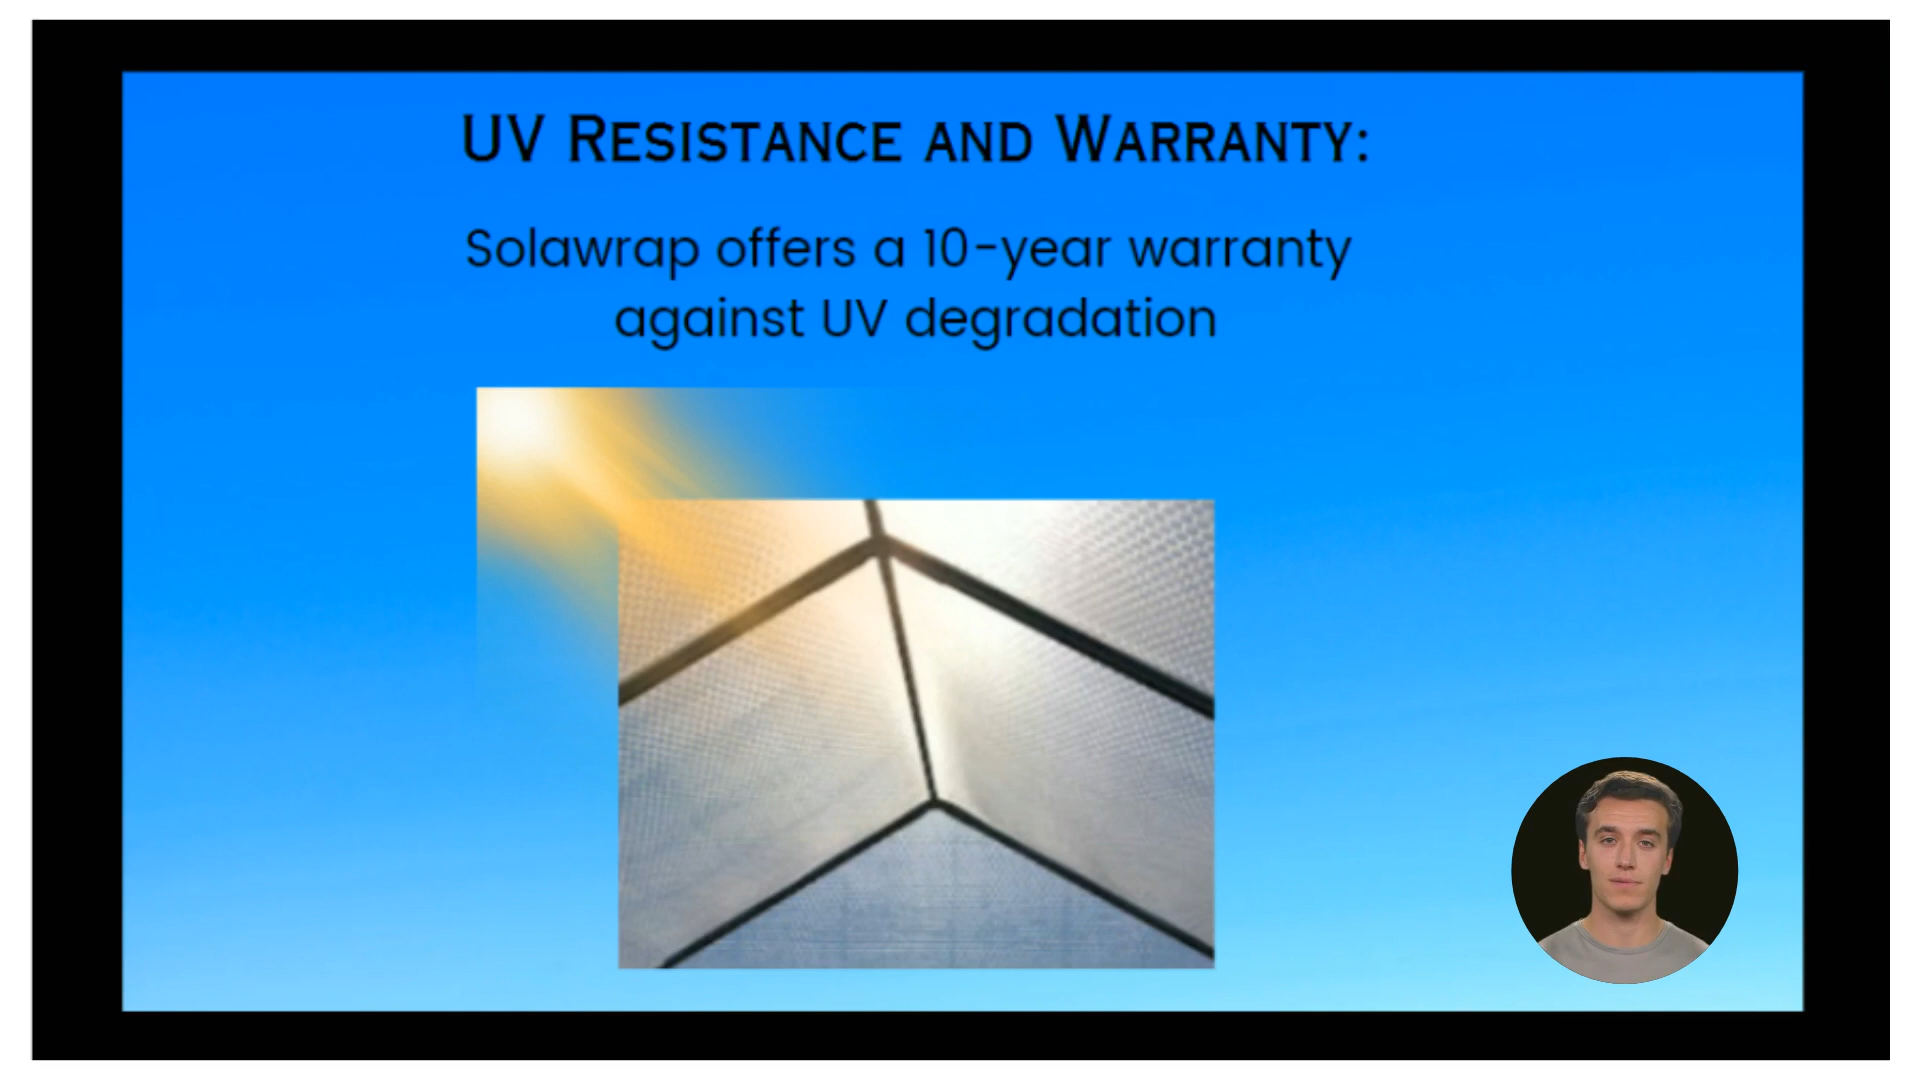 UV RESISTANCE AND WARRANTY:
Solawrap offers a 10-year warranty
against UV degradation